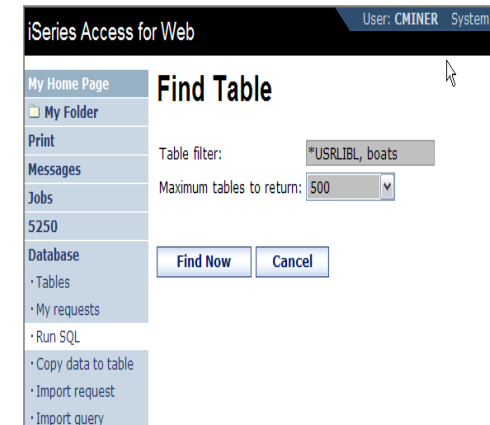 iSeries Access for Web
User: CMINER System
My Home Page
My Folder
Print
Messages
Jobs
5250
Database
· Tables
· My requests
· Run SQL
· Copy data to table
· Import request
· Import query
Find Table
Table filter: *USRLIBL, boats
Maximum tables to return: 500
Find Now Cancel